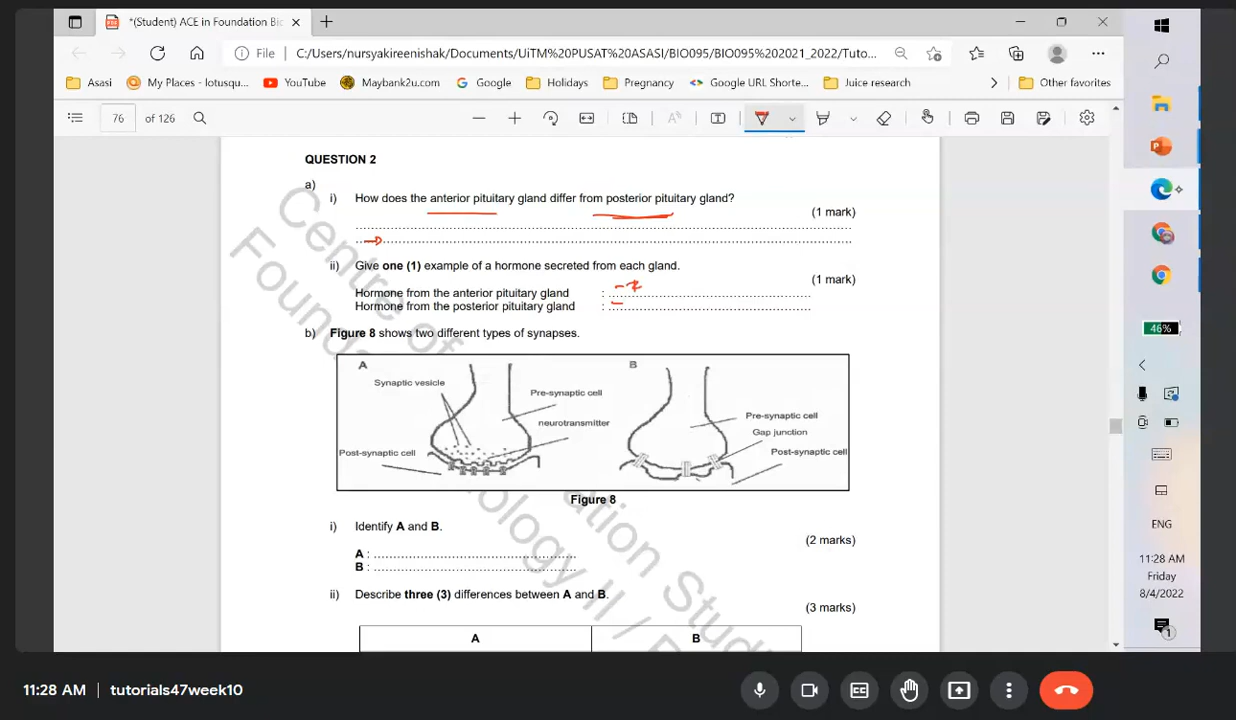 *(Student) ACE in Foundation Bio
File
C:/Users/nursyakireenishak/Documents/UiTM%20PUSAT%20ASASI/BIO095/BIO095%202021_2022/Tuto...
Asasi
My Places - lotusqu...
YouTube
Maybank2u.com
Google
Holidays
Pregnancy
Google URL Shorte...
Juice research
Other favorites
76 of 126
QUESTION 2
a)
i) How does the anterior pituitary gland differ from posterior pituitary gland?
(1 mark)
ii) Give one (1) example of a hormone secreted from each gland.
(1 mark)
Hormone from the anterior pituitary gland :
Hormone from the posterior pituitary gland :
b) Figure 8 shows two different types of synapses.
A
Synaptic vesicle
Pre-synaptic cell
neurotransmitter
Post-synaptic cell
B
Pre-synaptic cell
Gap junction
Post-synaptic cell
Figure 8
i) Identify A and B.
(2 marks)
A :
B :
ii) Describe three (3) differences between A and B.
(3 marks)
A B
46%
ENG
11:28 AM
Friday
8/4/2022
1
11:28 AM | tutorials47week10